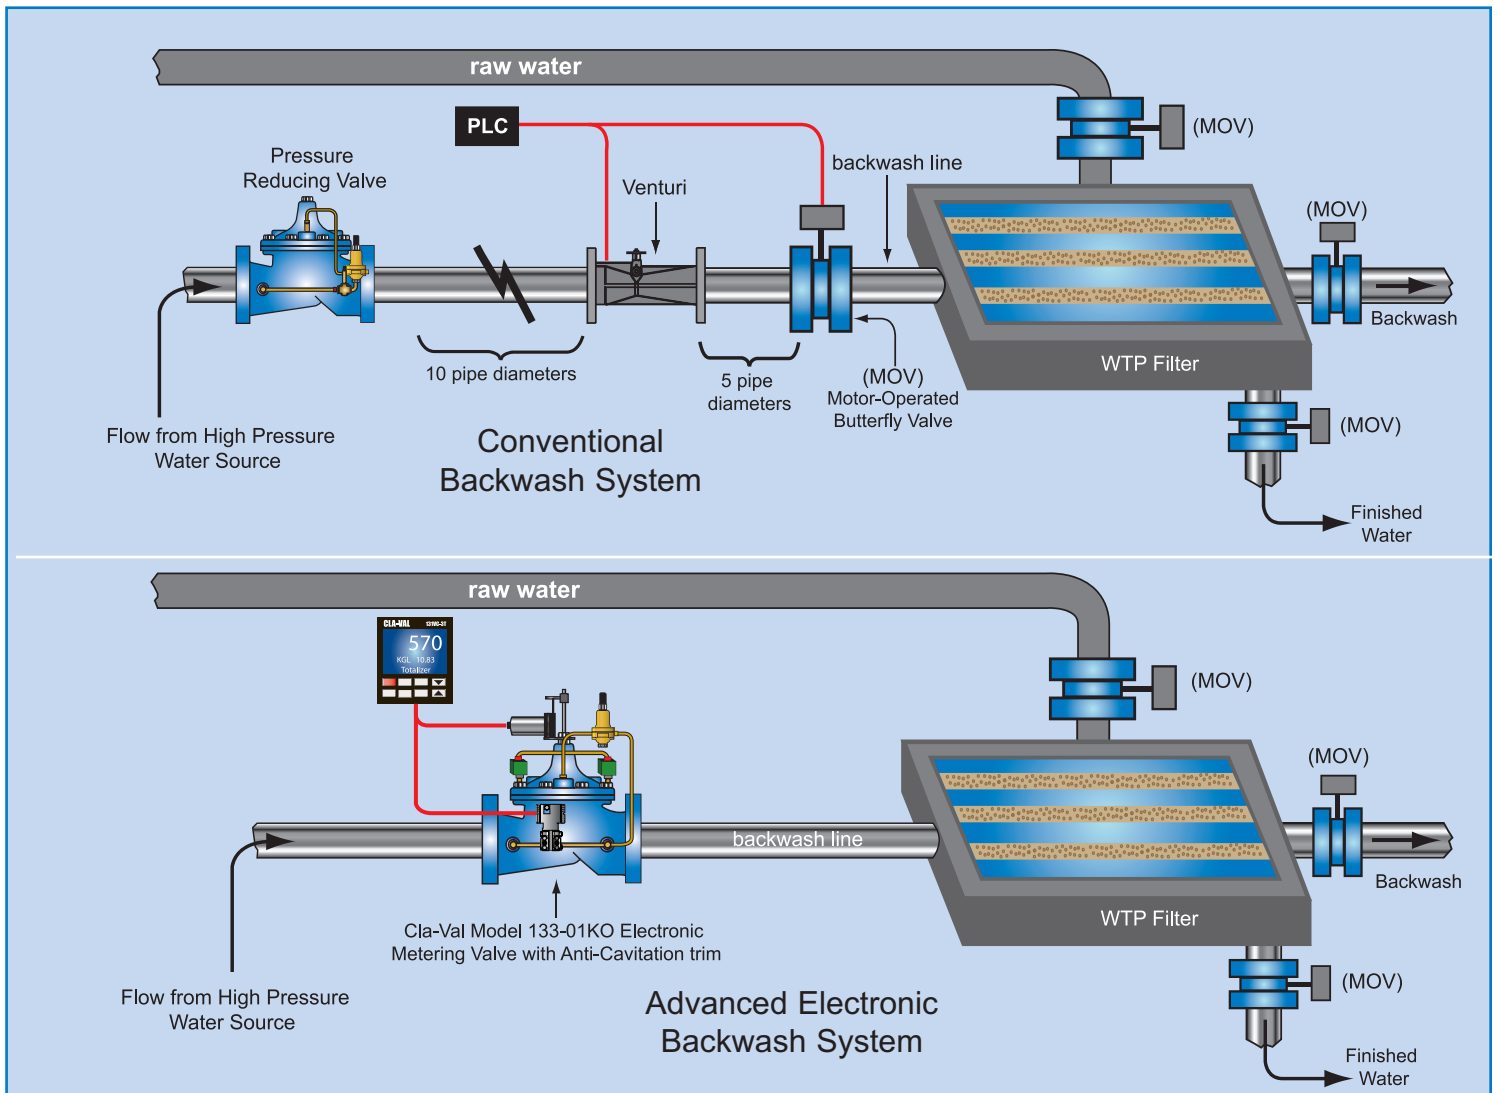 raw water
PLC
(MOV)
Pressure
Reducing Valve
backwash line
Venturi
(MOV)
Backwash
WTP Filter
10 pipe diameters
5 pipe
diameters
(MOV)
Motor-Operated
Butterfly Valve
(MOV)
Flow from High Pressure
Water Source
Conventional
Backwash System
Finished
Water
raw water
CLA-VAL 131VC-3T
570
KGL 10.83
Totalizer
(MOV)
(MOV)
backwash line
Backwash
WTP Filter
Cla-Val Model 133-01KO Electronic
Metering Valve with Anti-Cavitation trim
(MOV)
Flow from High Pressure
Water Source
Advanced Electronic
Backwash System
Finished
Water